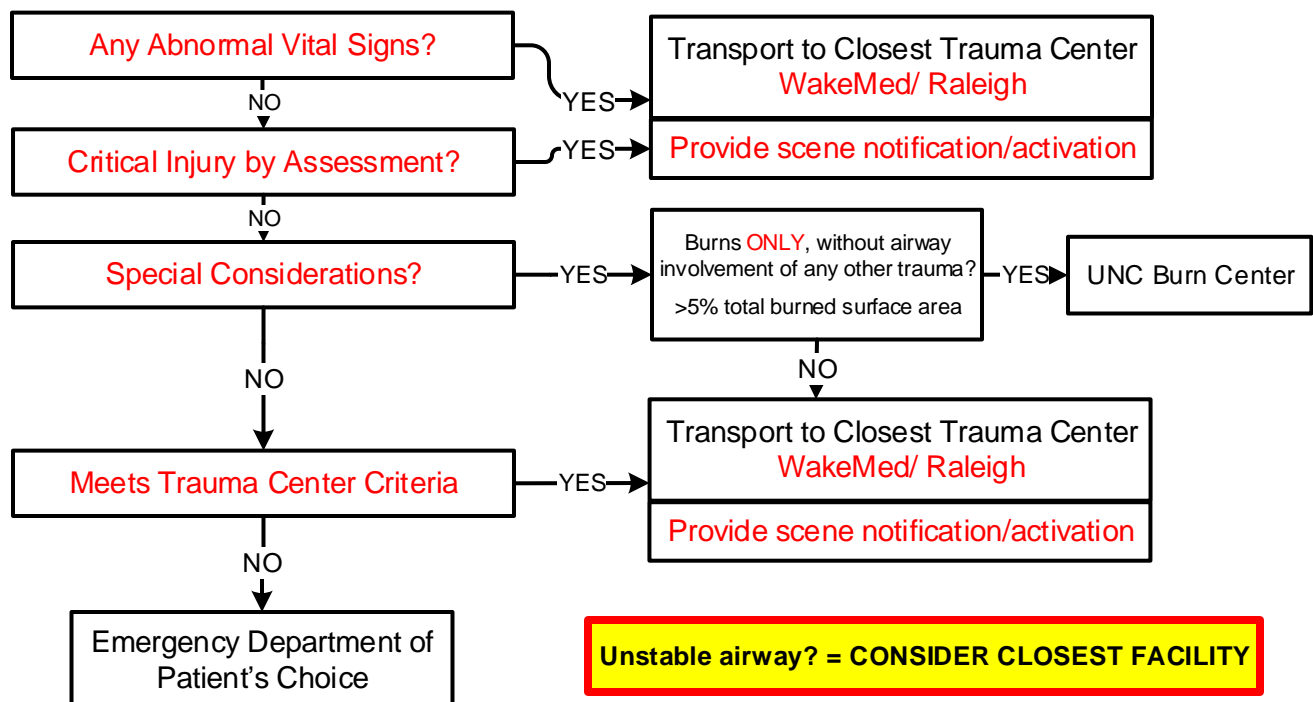 Any Abnormal Vital Signs?
YES
Transport to Closest Trauma Center
WakeMed/ Raleigh
NO
Critical Injury by Assessment?
YES
Provide scene notification/activation
NO
Special Considerations?
YES
Burns ONLY, without airway
involvement of any other trauma?
>5% total burned surface area
YES
UNC Burn Center
NO
NO
Transport to Closest Trauma Center
WakeMed/ Raleigh
Meets Trauma Center Criteria
YES
Provide scene notification/activation
NO
Emergency Department of
Patient's Choice
Unstable airway? = CONSIDER CLOSEST FACILITY